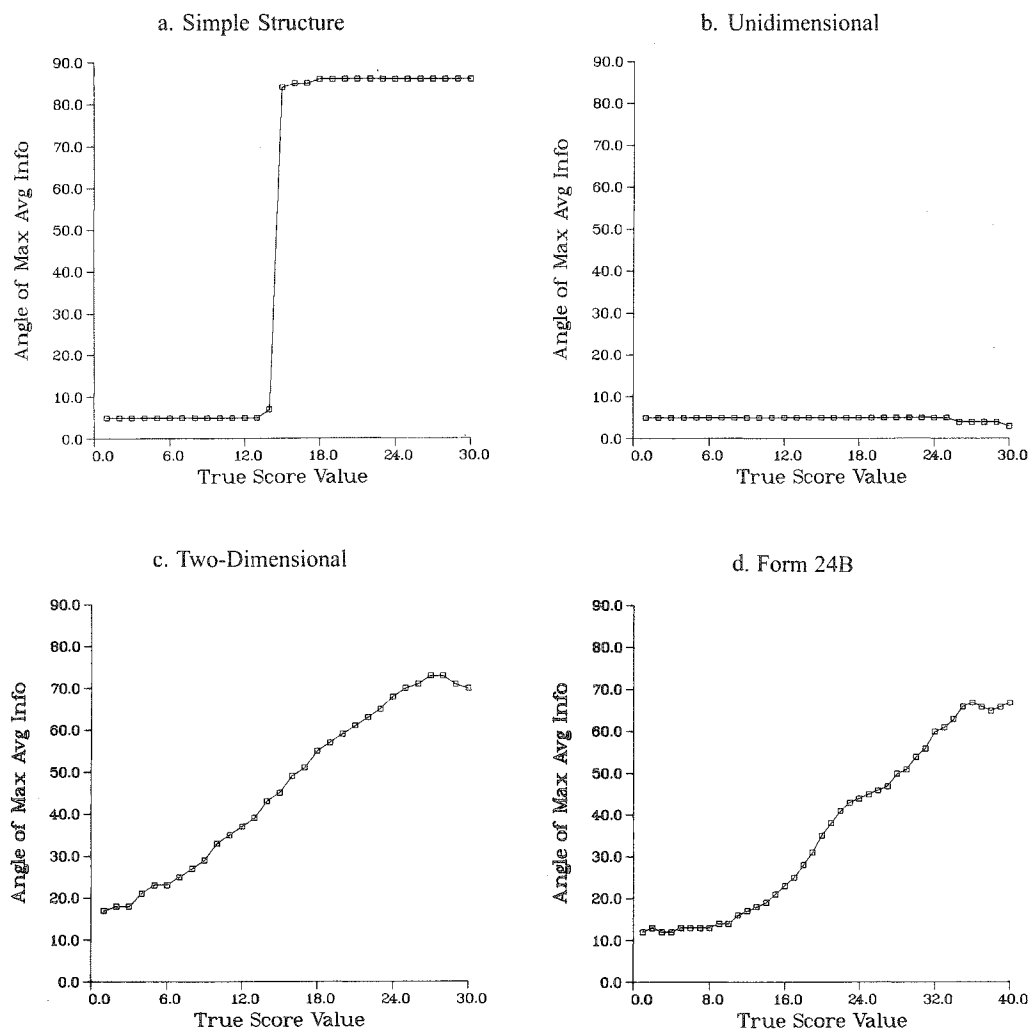 a. Simple Structure
90.0
80.0
70.0
60.0
50.0
40.0
30.0
20.0
10.0
0.0
Angle of Max Avg Info
0.0 6.0 12.0 18.0 24.0 30.0
True Score Value
b. Unidimensional
90.0
80.0
70.0
60.0
50.0
40.0
30.0
20.0
10.0
0.0
Angle of Max Avg Info
0.0 6.0 12.0 18.0 24.0 30.0
True Score Value
c. Two-Dimensional
90.0
80.0
70.0
60.0
50.0
40.0
30.0
20.0
10.0
0.0
Angle of Max Avg Info
0.0 6.0 12.0 18.0 24.0 30.0
True Score Value
d. Form 24B
90.0
80.0
70.0
60.0
50.0
40.0
30.0
20.0
10.0
0.0
Angle of Max Avg Info
0.0 8.0 16.0 24.0 32.0 40.0
True Score Value